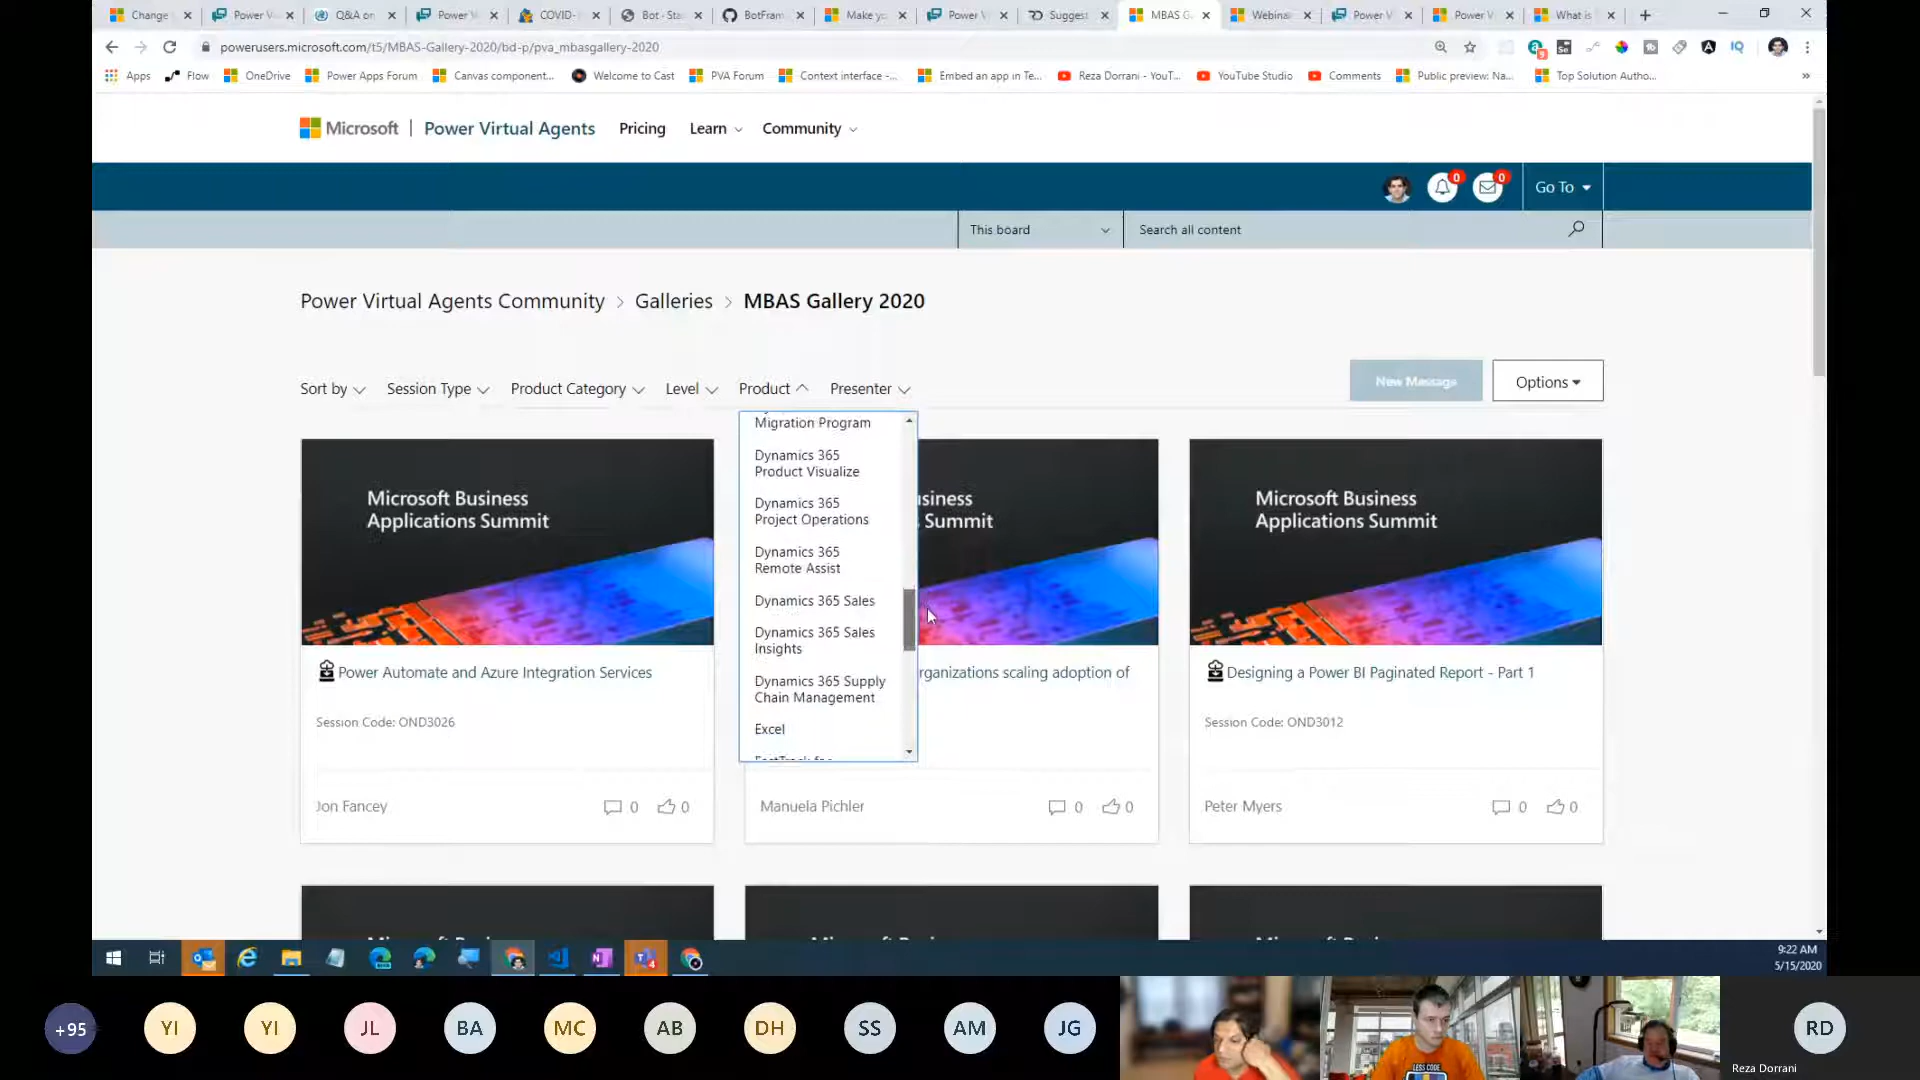 Change
Power V
Q&A on
Power V
COVID-
Bot - Sta
BotFram
Make yo
Power V
Suggest
MBAS G
Webina
Power V
Power V
What is
powerusers.microsoft.com/t5/MBAS-Gallery-2020/bd-p/pva_mbasgallery-2020
Apps
Flow
OneDrive
Power Apps Forum
Canvas component...
Welcome to Cast
PVA Forum
Context interface -...
Embed an app in Te...
Reza Dorrani - YouT...
YouTube Studio
Comments
Public preview: Na...
Top Solution Autho...
Microsoft | Power Virtual Agents Pricing Learn Community
0 0 Go To
This board Search all content
Power Virtual Agents Community > Galleries > MBAS Gallery 2020
Sort by Session Type Product Category Level Product Presenter
New Message Options
Migration Program
Dynamics 365
Product Visualize
Dynamics 365
Project Operations
Dynamics 365
Remote Assist
Dynamics 365 Sales
Dynamics 365 Sales
Insights
Dynamics 365 Supply
Chain Management
Excel
Microsoft Business
Applications Summit
Power Automate and Azure Integration Services
Session Code: OND3026
Jon Fancey 0 0
usiness
Summit
rganizations scaling adoption of
Manuela Pichler 0 0
Microsoft Business
Applications Summit
Designing a Power BI Paginated Report - Part 1
Session Code: OND3012
Peter Myers 0 0
9:22 AM
5/15/2020
+95 YI YI JL BA MC AB DH SS AM JG
LESS CODE
RD
Reza Dorrani